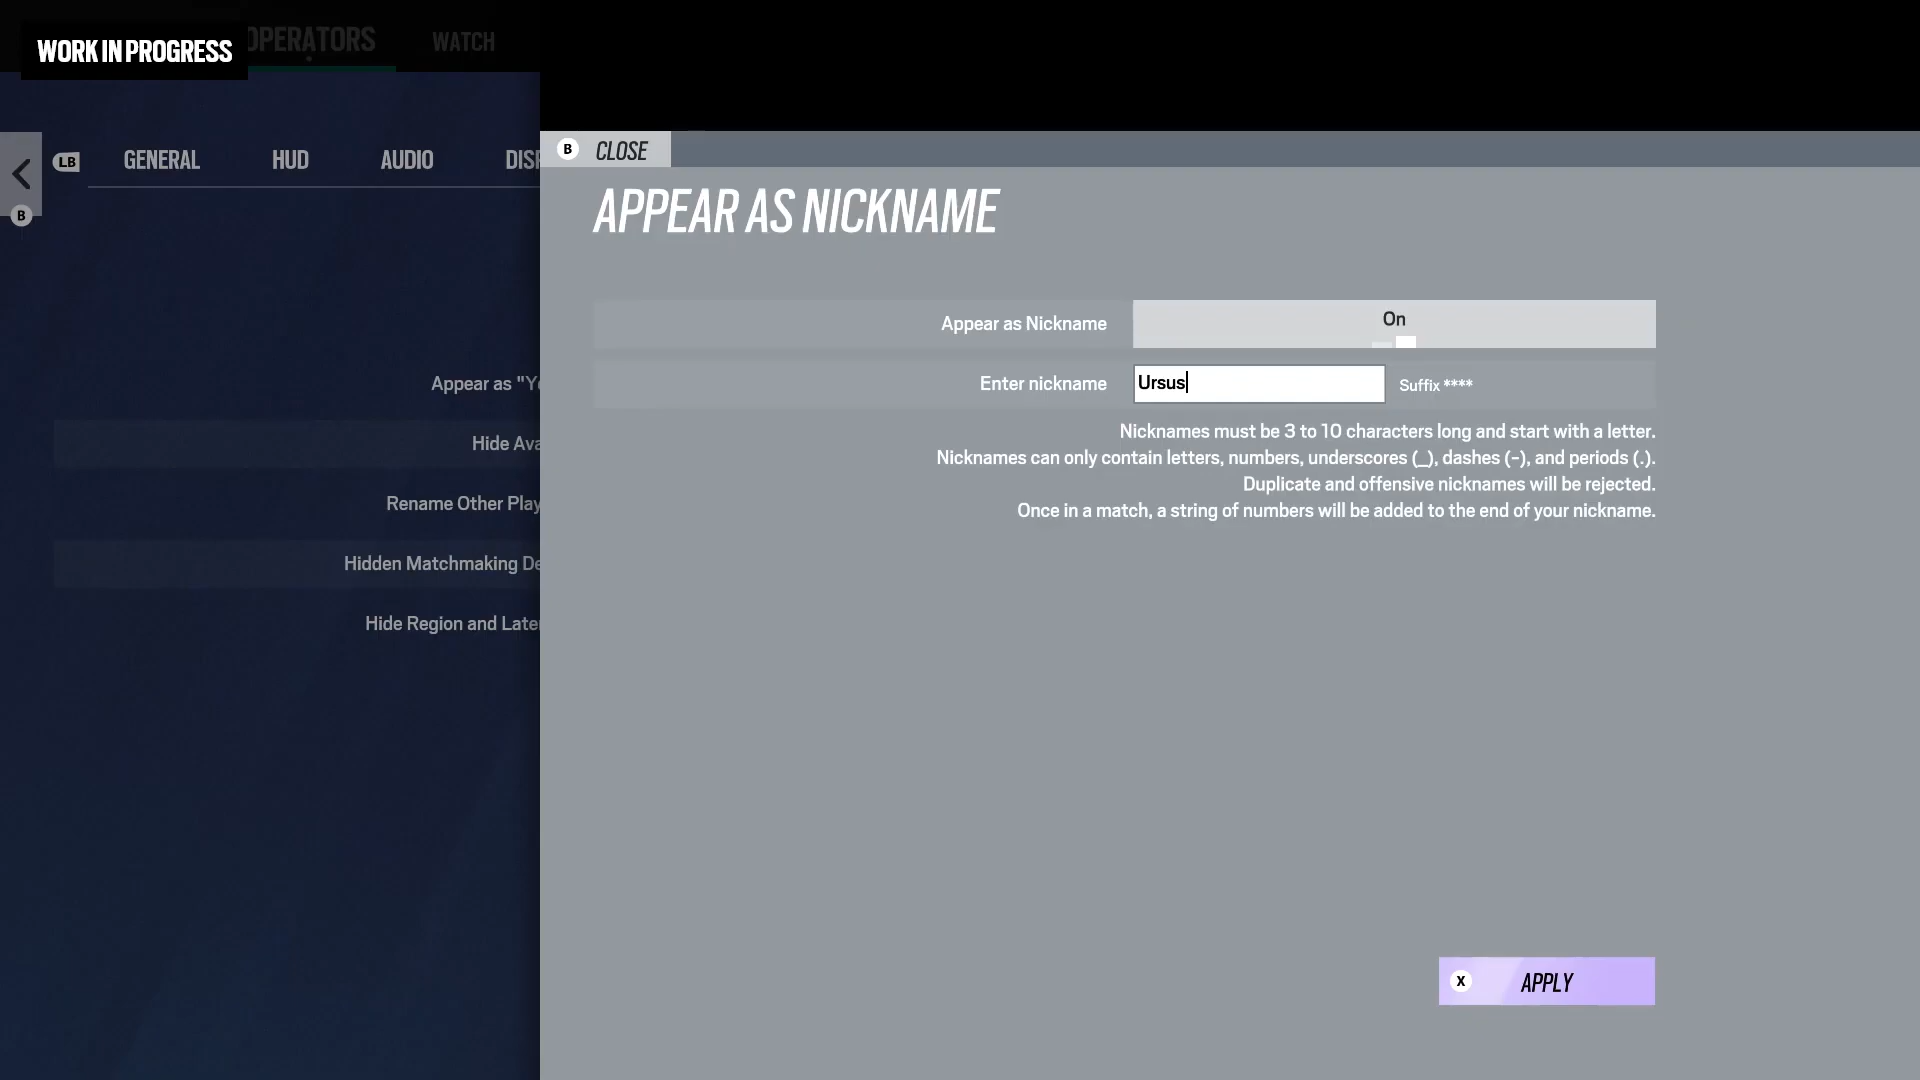 WORK IN PROGRESS
OPERATORS
WATCH
B
LB
GENERAL
HUD
AUDIO
B CLOSE
APPEAR AS NICKNAME
Appear as Nickname
On
Enter nickname
Ursus
Suffix ****
Nicknames must be 3 to 10 characters long and start with a letter.
Nicknames can only contain letters, numbers, underscores (_), dashes (-), and periods (.).
Duplicate and offensive nicknames will be rejected.
Once in a match, a string of numbers will be added to the end of your nickname.
Appear as "Yo
Hide Ava
Rename Other Play
Hidden Matchmaking De
Hide Region and Late
X APPLY